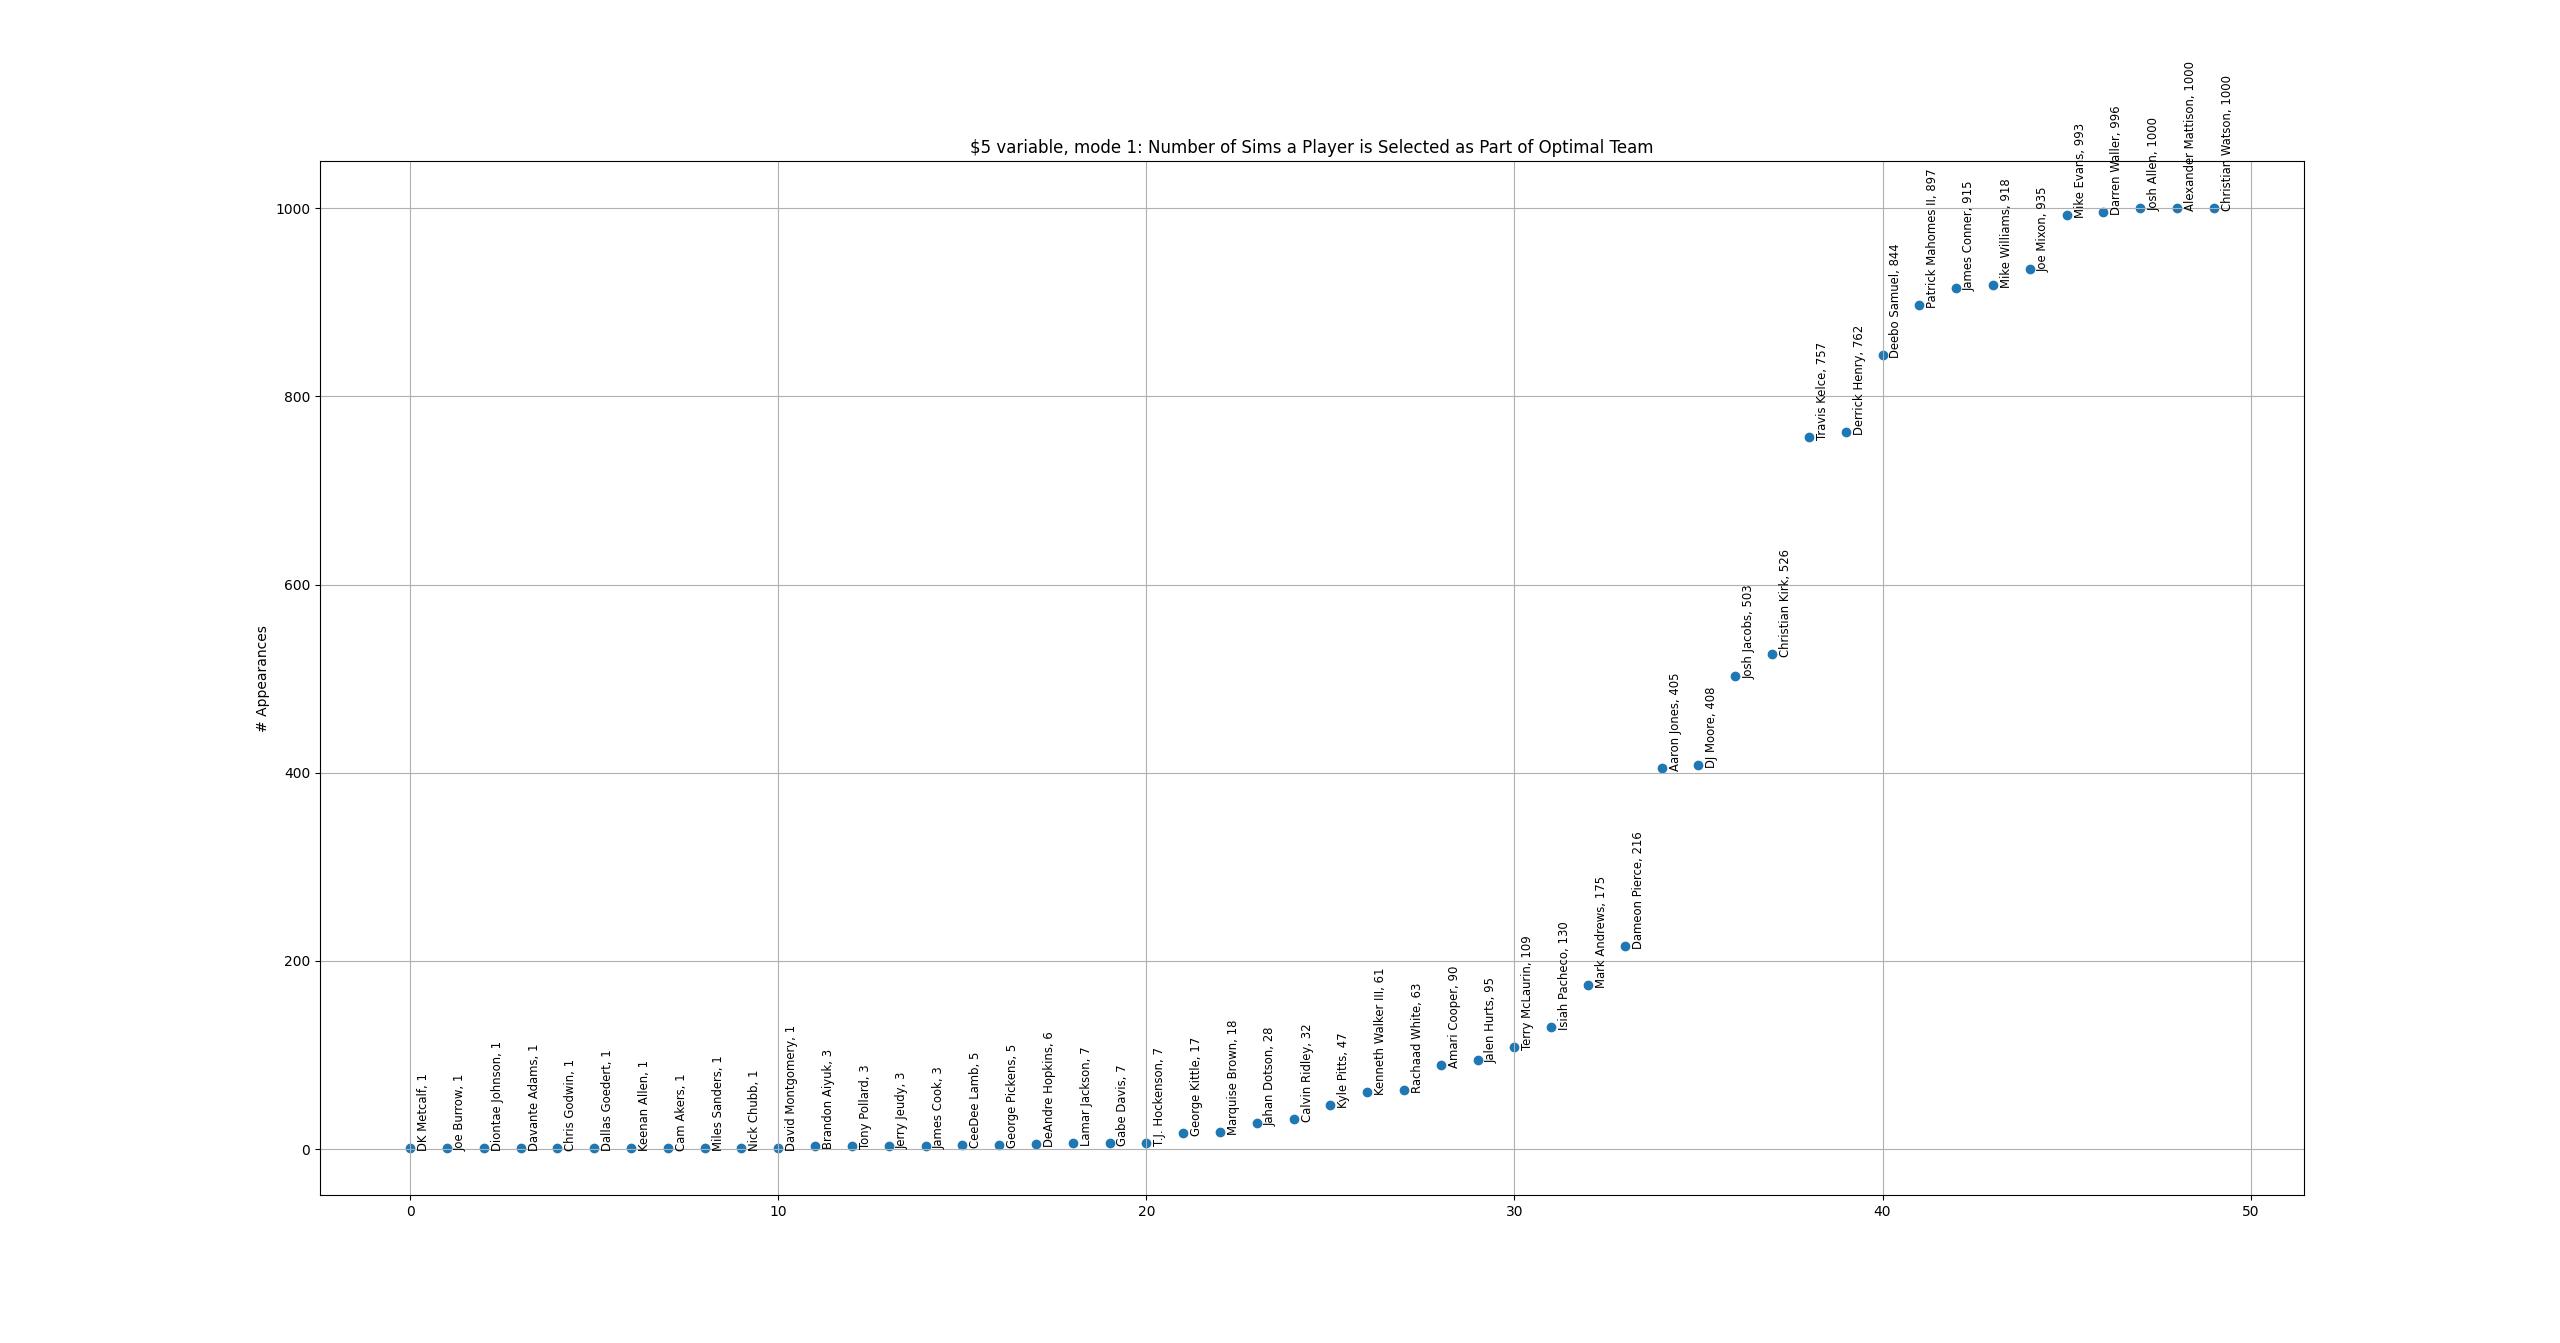 $5 variable, mode 1: Number of Sims a Player is Selected as Part of Optimal Team
# Appearances
1000
800
600
400
200
0
DK Metcalf, 1
Joe Burrow, 1
Diontae Johnson, 1
Davante Adams, 1
Chris Godwin, 1
Dallas Goedert, 1
Keenan Allen, 1
Cam Akers, 1
Miles Sanders, 1
Nick Chubb, 1
David Montgomery, 1
Brandon Aiyuk, 3
Tony Pollard, 3
Jerry Jeudy, 3
James Cook, 3
CeeDee Lamb, 5
George Pickens, 5
DeAndre Hopkins, 6
Lamar Jackson, 7
Gabe Davis, 7
T.J. Hockenson, 7
George Kittle, 17
Marquise Brown, 18
Jahan Dotson, 28
Calvin Ridley, 32
Kyle Pitts, 47
Kenneth Walker III, 61
Rachaad White, 63
Amari Cooper, 90
Jalen Hurts, 95
Terry McLaurin, 109
Isiah Pacheco, 130
Mark Andrews, 175
Dameon Pierce, 216
Aaron Jones, 405
DJ Moore, 408
Josh Jacobs, 503
Christian Kirk, 526
Travis Kelce, 757
Derrick Henry, 762
Deebo Samuel, 844
Patrick Mahomes II, 897
James Conner, 915
Mike Williams, 918
Joe Mixon, 935
Mike Evans, 993
Darren Waller, 996
Josh Allen, 1000
Alexander Mattison, 1000
Christian Watson, 1000
0
10
20
30
40
50